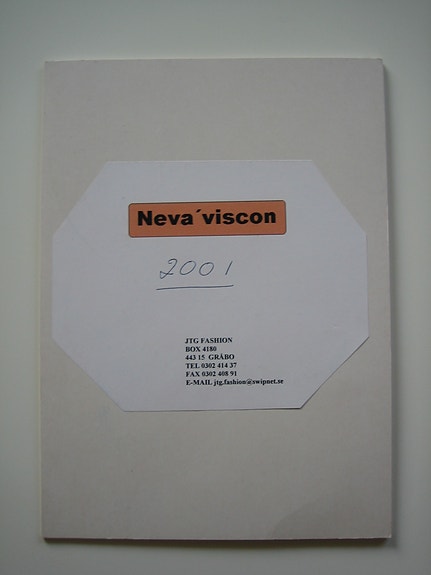 Neva´viscon
2001
JTG FASHION
BOX 4180
443 15 GRÅBO
TEL 0302 414 37
FAX 0302 408 91
E-MAIL jtg.fashion@swipnet.se